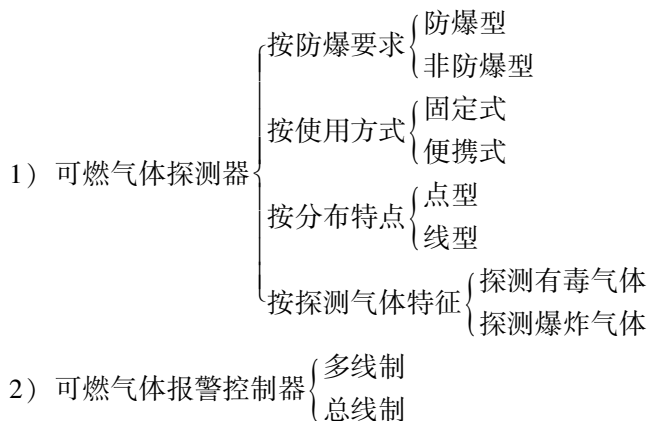 1）可燃气体探测器
按防爆要求
防爆型
非防爆型
按使用方式
固定式
便携式
按分布特点
点型
线型
按探测气体特征
探测有毒气体
探测爆炸气体
2）可燃气体报警控制器
多线制
总线制